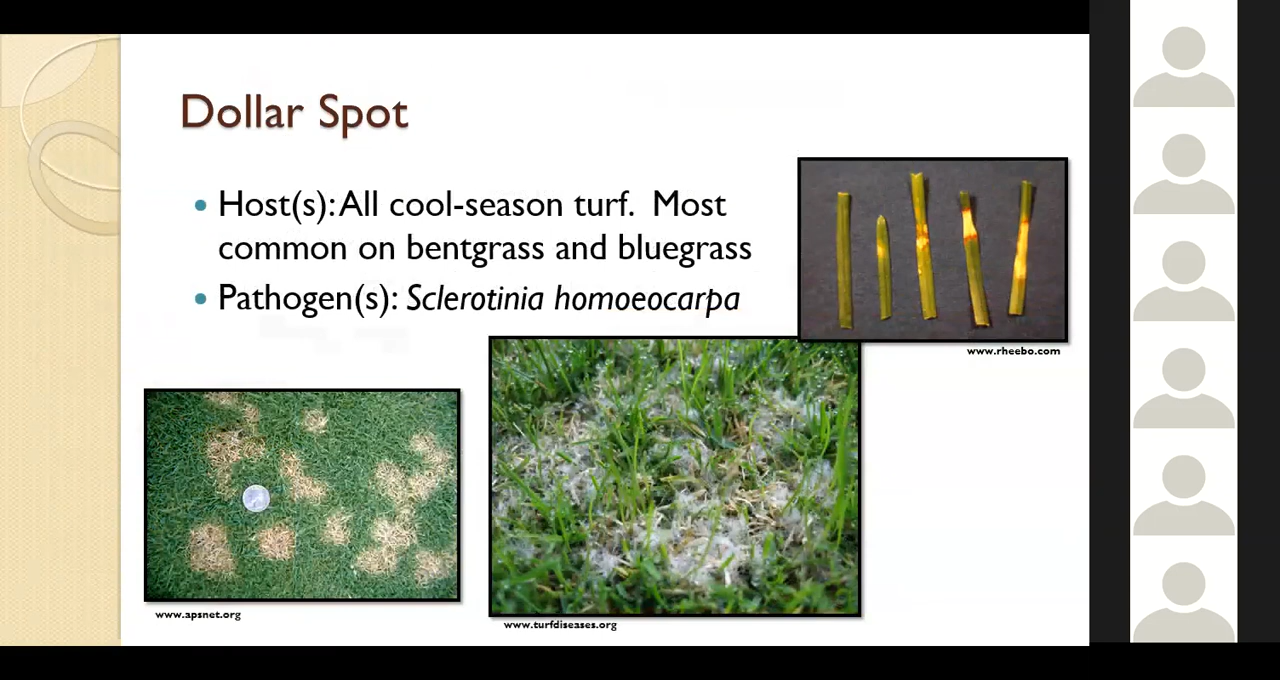 Dollar Spot
Host(s): All cool-season turf.  Most
common on bentgrass and bluegrass
Pathogen(s): Sclerotinia homoeocarpa
www.rheebo.com
www.apsnet.org
www.turfdiseases.org